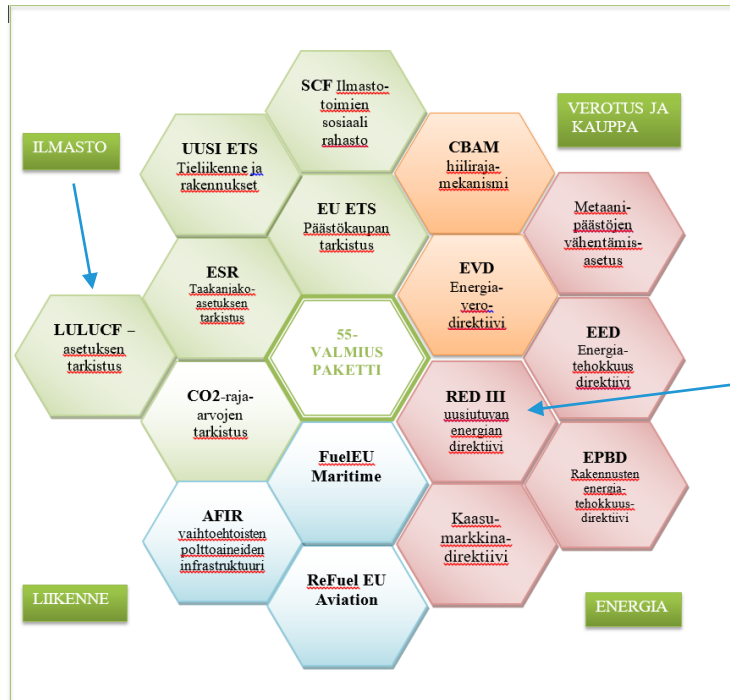 SCF Ilmasto-
toimien
sosiaali
rahasto
VEROTUS JA
KAUPPA
ILMASTO
UUSI ETS
Tieliikenne ja
rakennukset
CBAM
hiiliraja-
mekanismi
EU ETS
Päästökaupan
tarkistus
Metaani-
päästöjen
vähentämis-
asetus
ESR
Taakanjako-
asetuksen
tarkistus
EVD
Energia-
vero-
direktiivi
LULUCF –
asetuksen
tarkistus
55-
VALMIUS
PAKETTI
EED
Energia-
tehokkuus
direktiivi
CO2-raja-
arvojen
tarkistus
RED III
uusiutuvan
energian
direktiivi
FuelEU
Maritime
EPBD
Rakennusten
energia-
tehokkuus-
direktiivi
AFIR
vaihtoehtoisten
polttoaineiden
infrastruktuuri
Kaasu-
markkina-
direktiivi
ReFuel EU
Aviation
LIIKENNE
ENERGIA